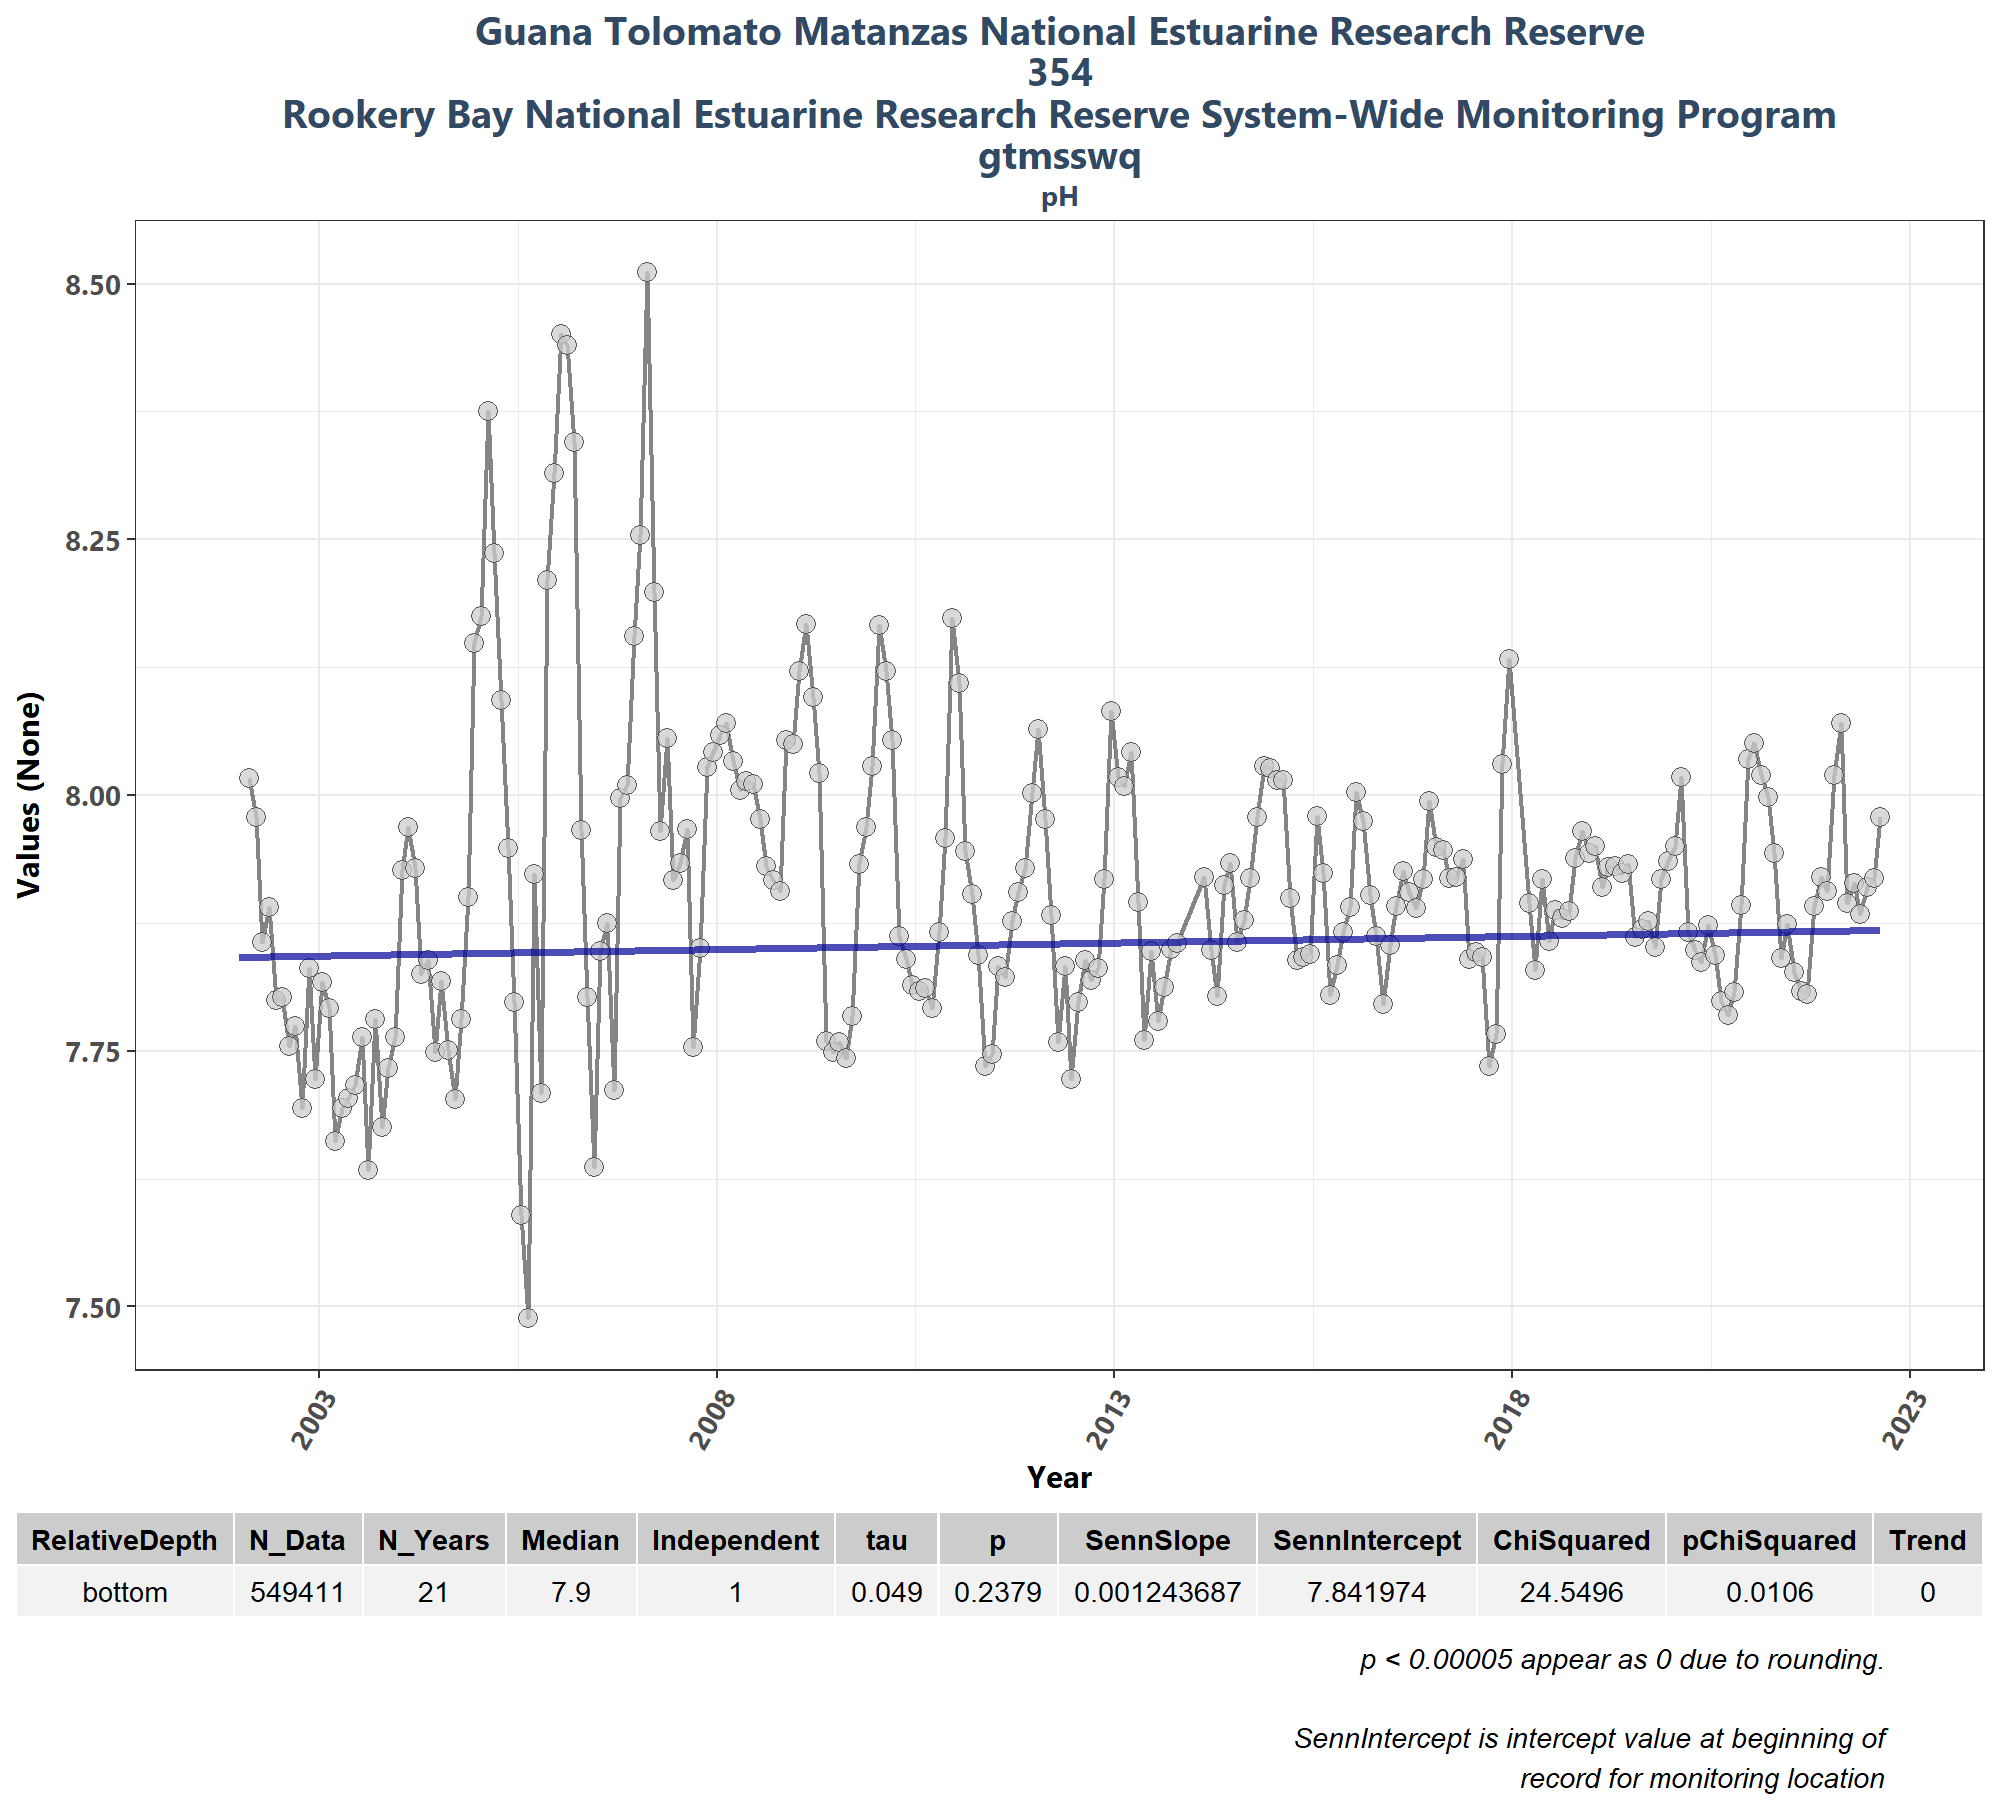 Guana Tolomato Matanzas National Estuarine Research Reserve
354
Rookery Bay National Estuarine Research Reserve System-Wide Monitoring Program
gtmsswq
pH
Values (None)
8.50
8.25
8.00
7.75
7.50
2003 2008 2013 2018 2023
Year
RelativeDepth N_Data N_Years Median Independent tau p SennSlope SennIntercept ChiSquared pChiSquared Trend
bottom 549411 21 7.9 1 0.049 0.2379 0.001243687 7.841974 24.5496 0.0106 0
p < 0.00005 appear as 0 due to rounding.
SennIntercept is intercept value at beginning of
record for monitoring location